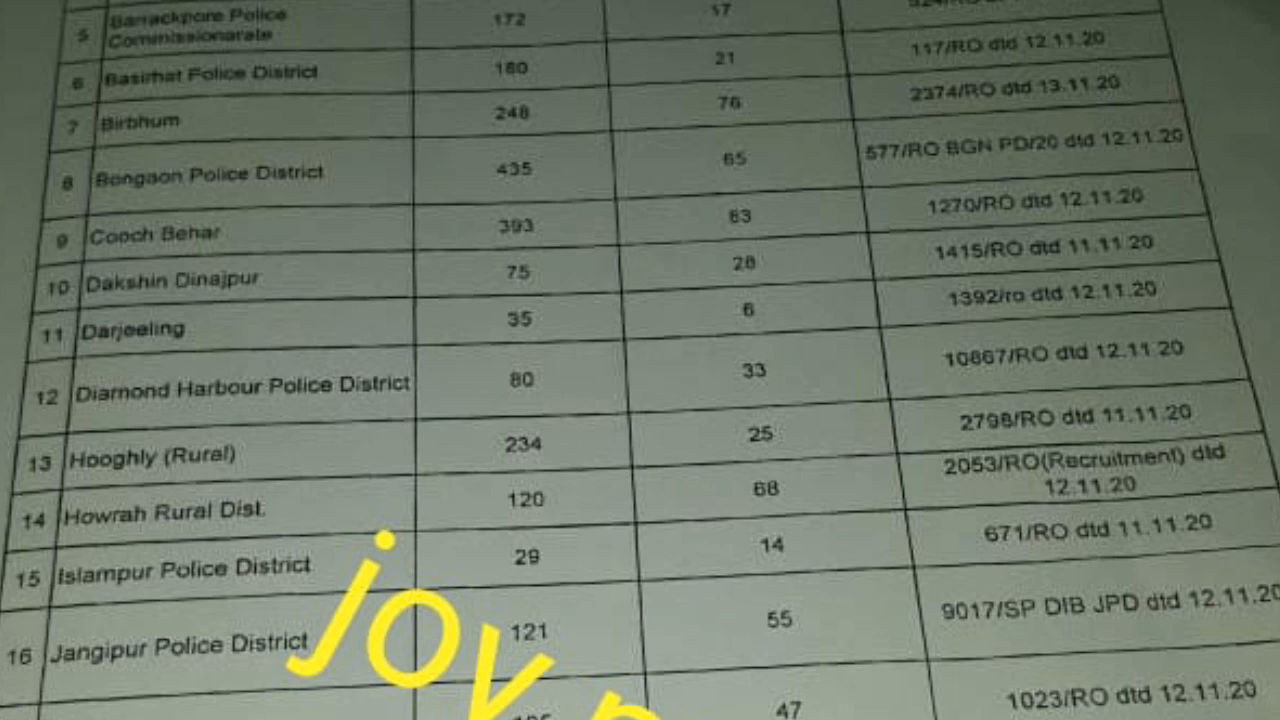 5 Barrackpore Police Commissionarate 172 17
6 Basirhat Police District 180 21 117/RO dtd 12.11.20
7 Birbhum 248 76 2374/RO dtd 13.11.20
8 Bongaon Police District 435 65 577/RO BGN PD/20 dtd 12.11.20
9 Cooch Behar 393 83 1270/RO dtd 12.11.20
10 Dakshin Dinajpur 75 28 1415/RO dtd 11.11.20
11 Darjeeling 35 6 1392/ro dtd 12.11.20
12 Diamond Harbour Police District 80 33 10867/RO dtd 12.11.20
13 Hooghly (Rural) 234 25 2798/RO dtd 11.11.20
14 Howrah Rural Dist. 120 68 2053/RO(Recruitment) dtd 12.11.20
15 Islampur Police District 29 14 671/RO dtd 11.11.20
16 Jangipur Police District 121 55 9017/SP DIB JPD dtd 12.11.20
47 1023/RO dtd 12.11.20
joy